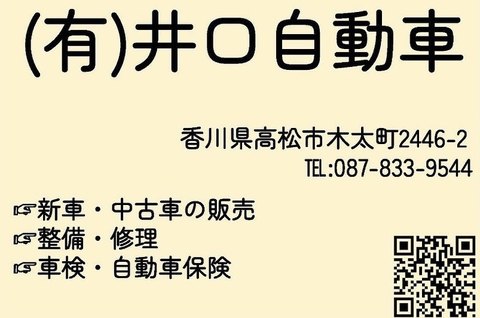 (有)井口自動車
香川県高松市木太町2446-2
℡:087-833-9544
☞新車・中古車の販売
☞整備・修理
☞車検・自動車保険